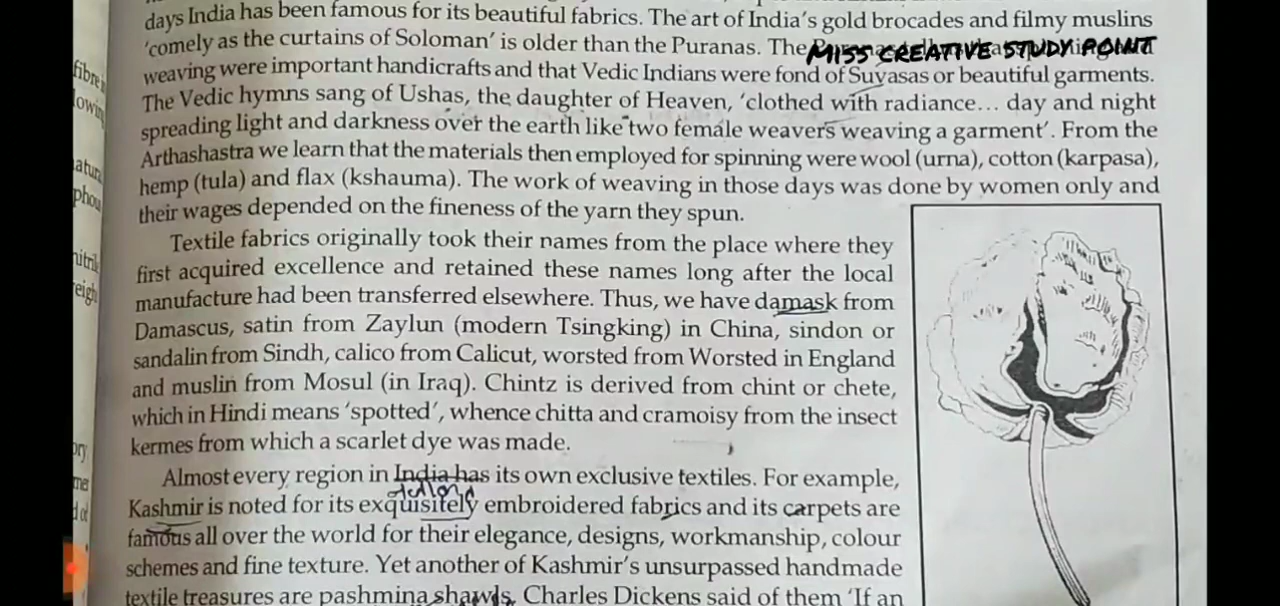 days India has been famous for its beautiful fabrics. The art of India's gold brocades and filmy muslins
'comely as the curtains of Soloman' is older than the Puranas. The
MISS CREATIVE STUDY POINT
weaving were important handicrafts and that Vedic Indians were fond of Suvasas or beautiful garments.
The Vedic hymns sang of Ushas, the daughter of Heaven, 'clothed with radiance... day and night
spreading light and darkness over the earth like two female weavers weaving a garment'. From the
Arthashastra we learn that the materials then employed for spinning were wool (urna), cotton (karpasa),
hemp (tula) and flax (kshauma). The work of weaving in those days was done by women only and
their wages depended on the fineness of the yarn they spun.
Textile fabrics originally took their names from the place where they
first acquired excellence and retained these names long after the local
manufacture had been transferred elsewhere. Thus, we have damask from
Damascus, satin from Zaylun (modern Tsingking) in China, sindon or
sandalin from Sindh, calico from Calicut, worsted from Worsted in England
and muslin from Mosul (in Iraq). Chintz is derived from chint or chete,
which in Hindi means 'spotted', whence chitta and cramoisy from the insect
kermes from which a scarlet dye was made.
Almost every region in India has its own exclusive textiles. For example,
Kashmir is noted for its exquisitely embroidered fabrics and its carpets are
famous all over the world for their elegance, designs, workmanship, colour
schemes and fine texture. Yet another of Kashmir's unsurpassed handmade
textile treasures are pashmina shawls. Charles Dickens said of them 'If an